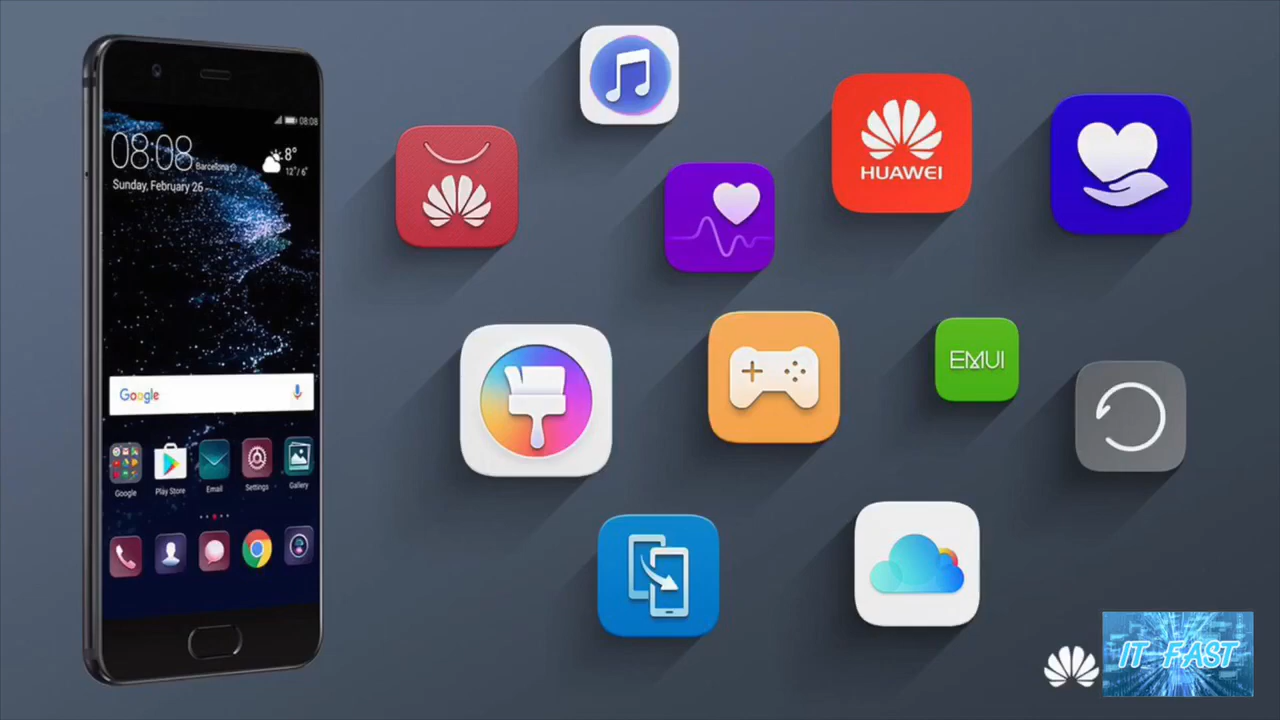 08:08
08:08
Barcelona
8°
12°/6°
Sunday, February 26
Google
Google
Play Store
Email
Settings
Gallery
HUAWEI
EMUI
IT FAST